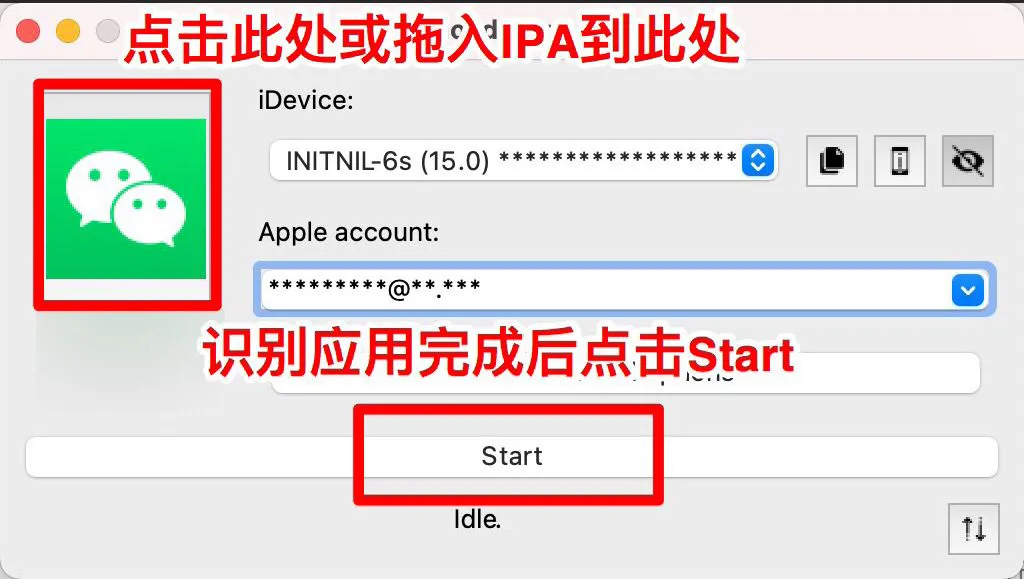 点击此处或拖入IPA到此处
iDevice:
INITNIL-6s (15.0) ******************
Apple account:
*********@**.***
识别应用完成后点击Start
Start
Idle.